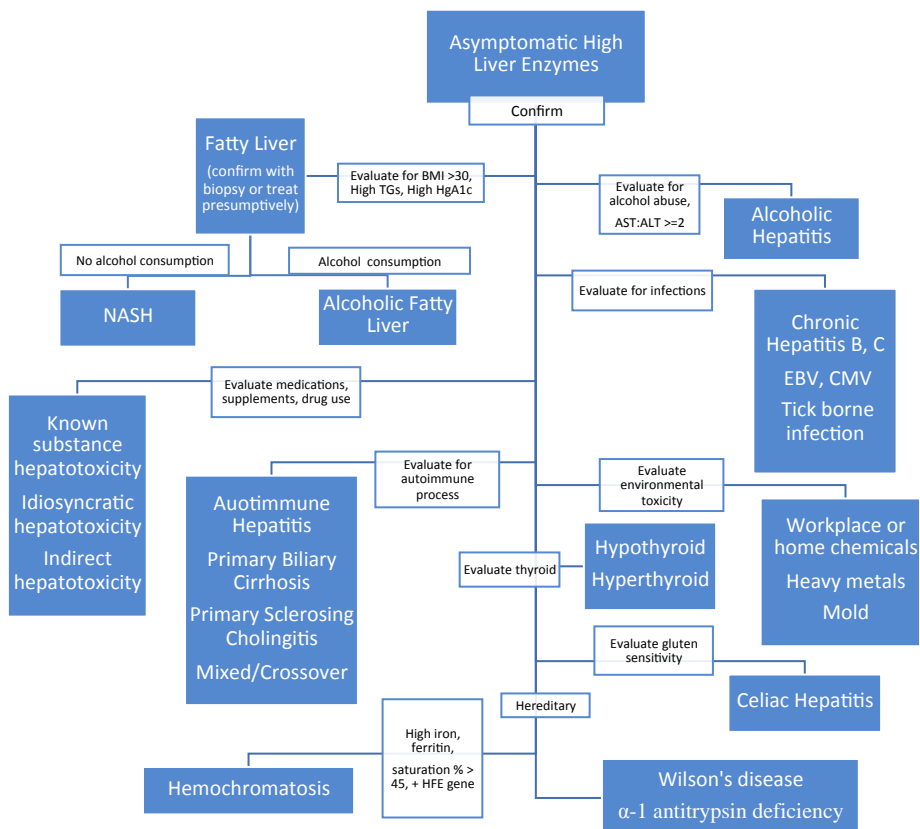 Asymptomatic High
Liver Enzymes
Confirm
Fatty Liver
(confirm with
biopsy or treat
presumptively)
Evaluate for BMI >30,
High TGs, High HgA1c
Evaluate for
alcohol abuse,
AST:ALT >=2
Alcoholic
Hepatitis
No alcohol consumption
Alcohol consumption
NASH
Alcoholic Fatty
Liver
Evaluate for infections
Chronic
Hepatitis B, C
EBV, CMV
Tick borne
infection
Evaluate medications,
supplements, drug use
Known
substance
hepatotoxicity
Idiosyncratic
hepatotoxicity
Indirect
hepatotoxicity
Evaluate for
autoimmune
process
Auotimmune
Hepatitis
Primary Biliary
Cirrhosis
Primary Sclerosing
Cholingitis
Mixed/Crossover
Evaluate
environmental
toxicity
Workplace or
home chemicals
Heavy metals
Mold
Evaluate thyroid
Hypothyroid
Hyperthyroid
Evaluate gluten
sensitivity
Celiac Hepatitis
Hereditary
High iron,
ferritin,
saturation % >
45, + HFE gene
Hemochromatosis
Wilson's disease
α-1 antitrypsin deficiency